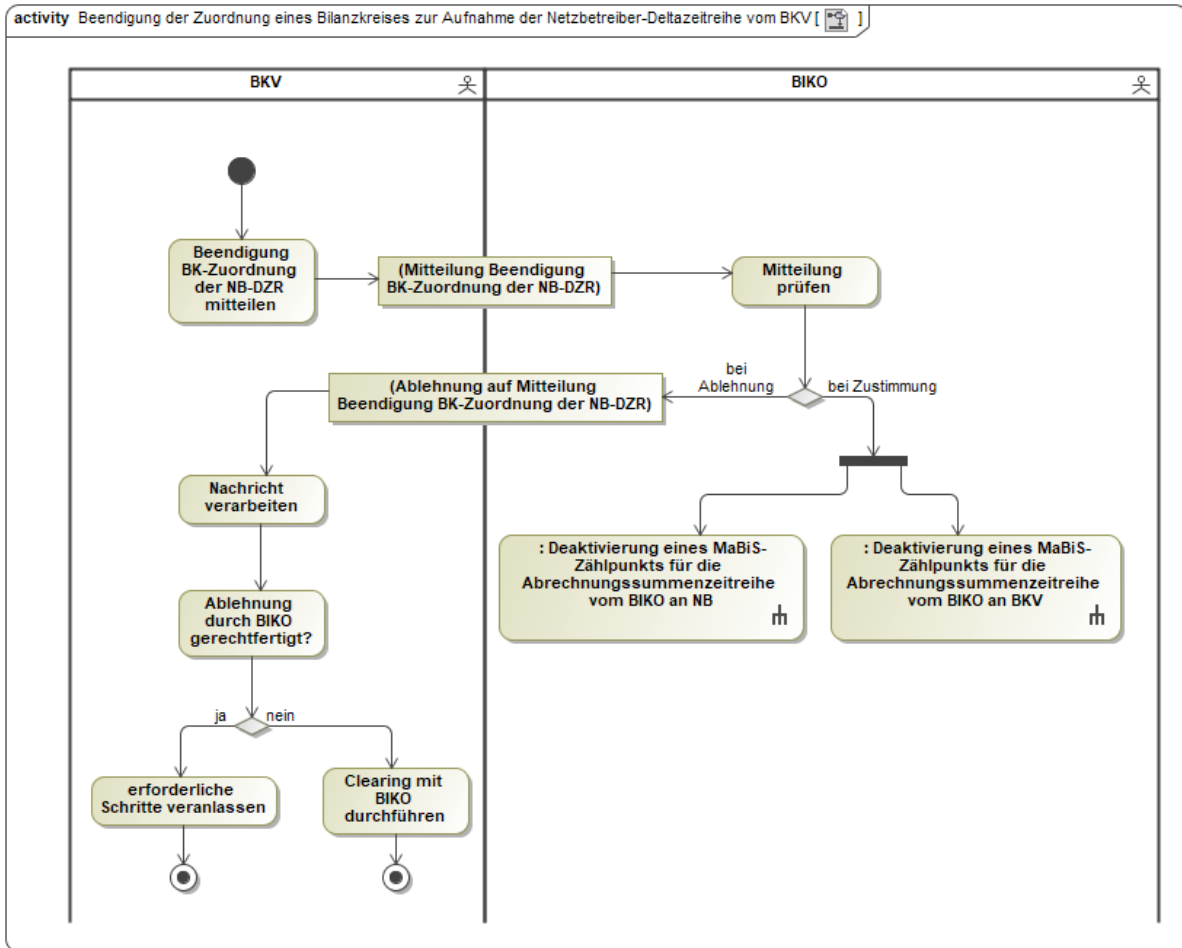 activity Beendigung der Zuordnung eines Bilanzkreises zur Aufnahme der Netzbetreiber-Deltazeitreihe vom BKV [ ]
BKV
BIKO
Beendigung
BK-Zuordnung
der NB-DZR
mitteilen
(Mitteilung Beendigung
BK-Zuordnung der NB-DZR)
Mitteilung
prüfen
bei
Ablehnung
bei Zustimmung
(Ablehnung auf Mitteilung
Beendigung BK-Zuordnung der NB-DZR)
Nachricht
verarbeiten
: Deaktivierung eines MaBiS-
Zählpunkts für die
Abrechnungssummenzeitreihe
vom BIKO an NB
: Deaktivierung eines MaBiS-
Zählpunkts für die
Abrechnungssummenzeitreihe
vom BIKO an BKV
Ablehnung
durch BIKO
gerechtfertigt?
ja
nein
erforderliche
Schritte veranlassen
Clearing mit
BIKO
durchführen